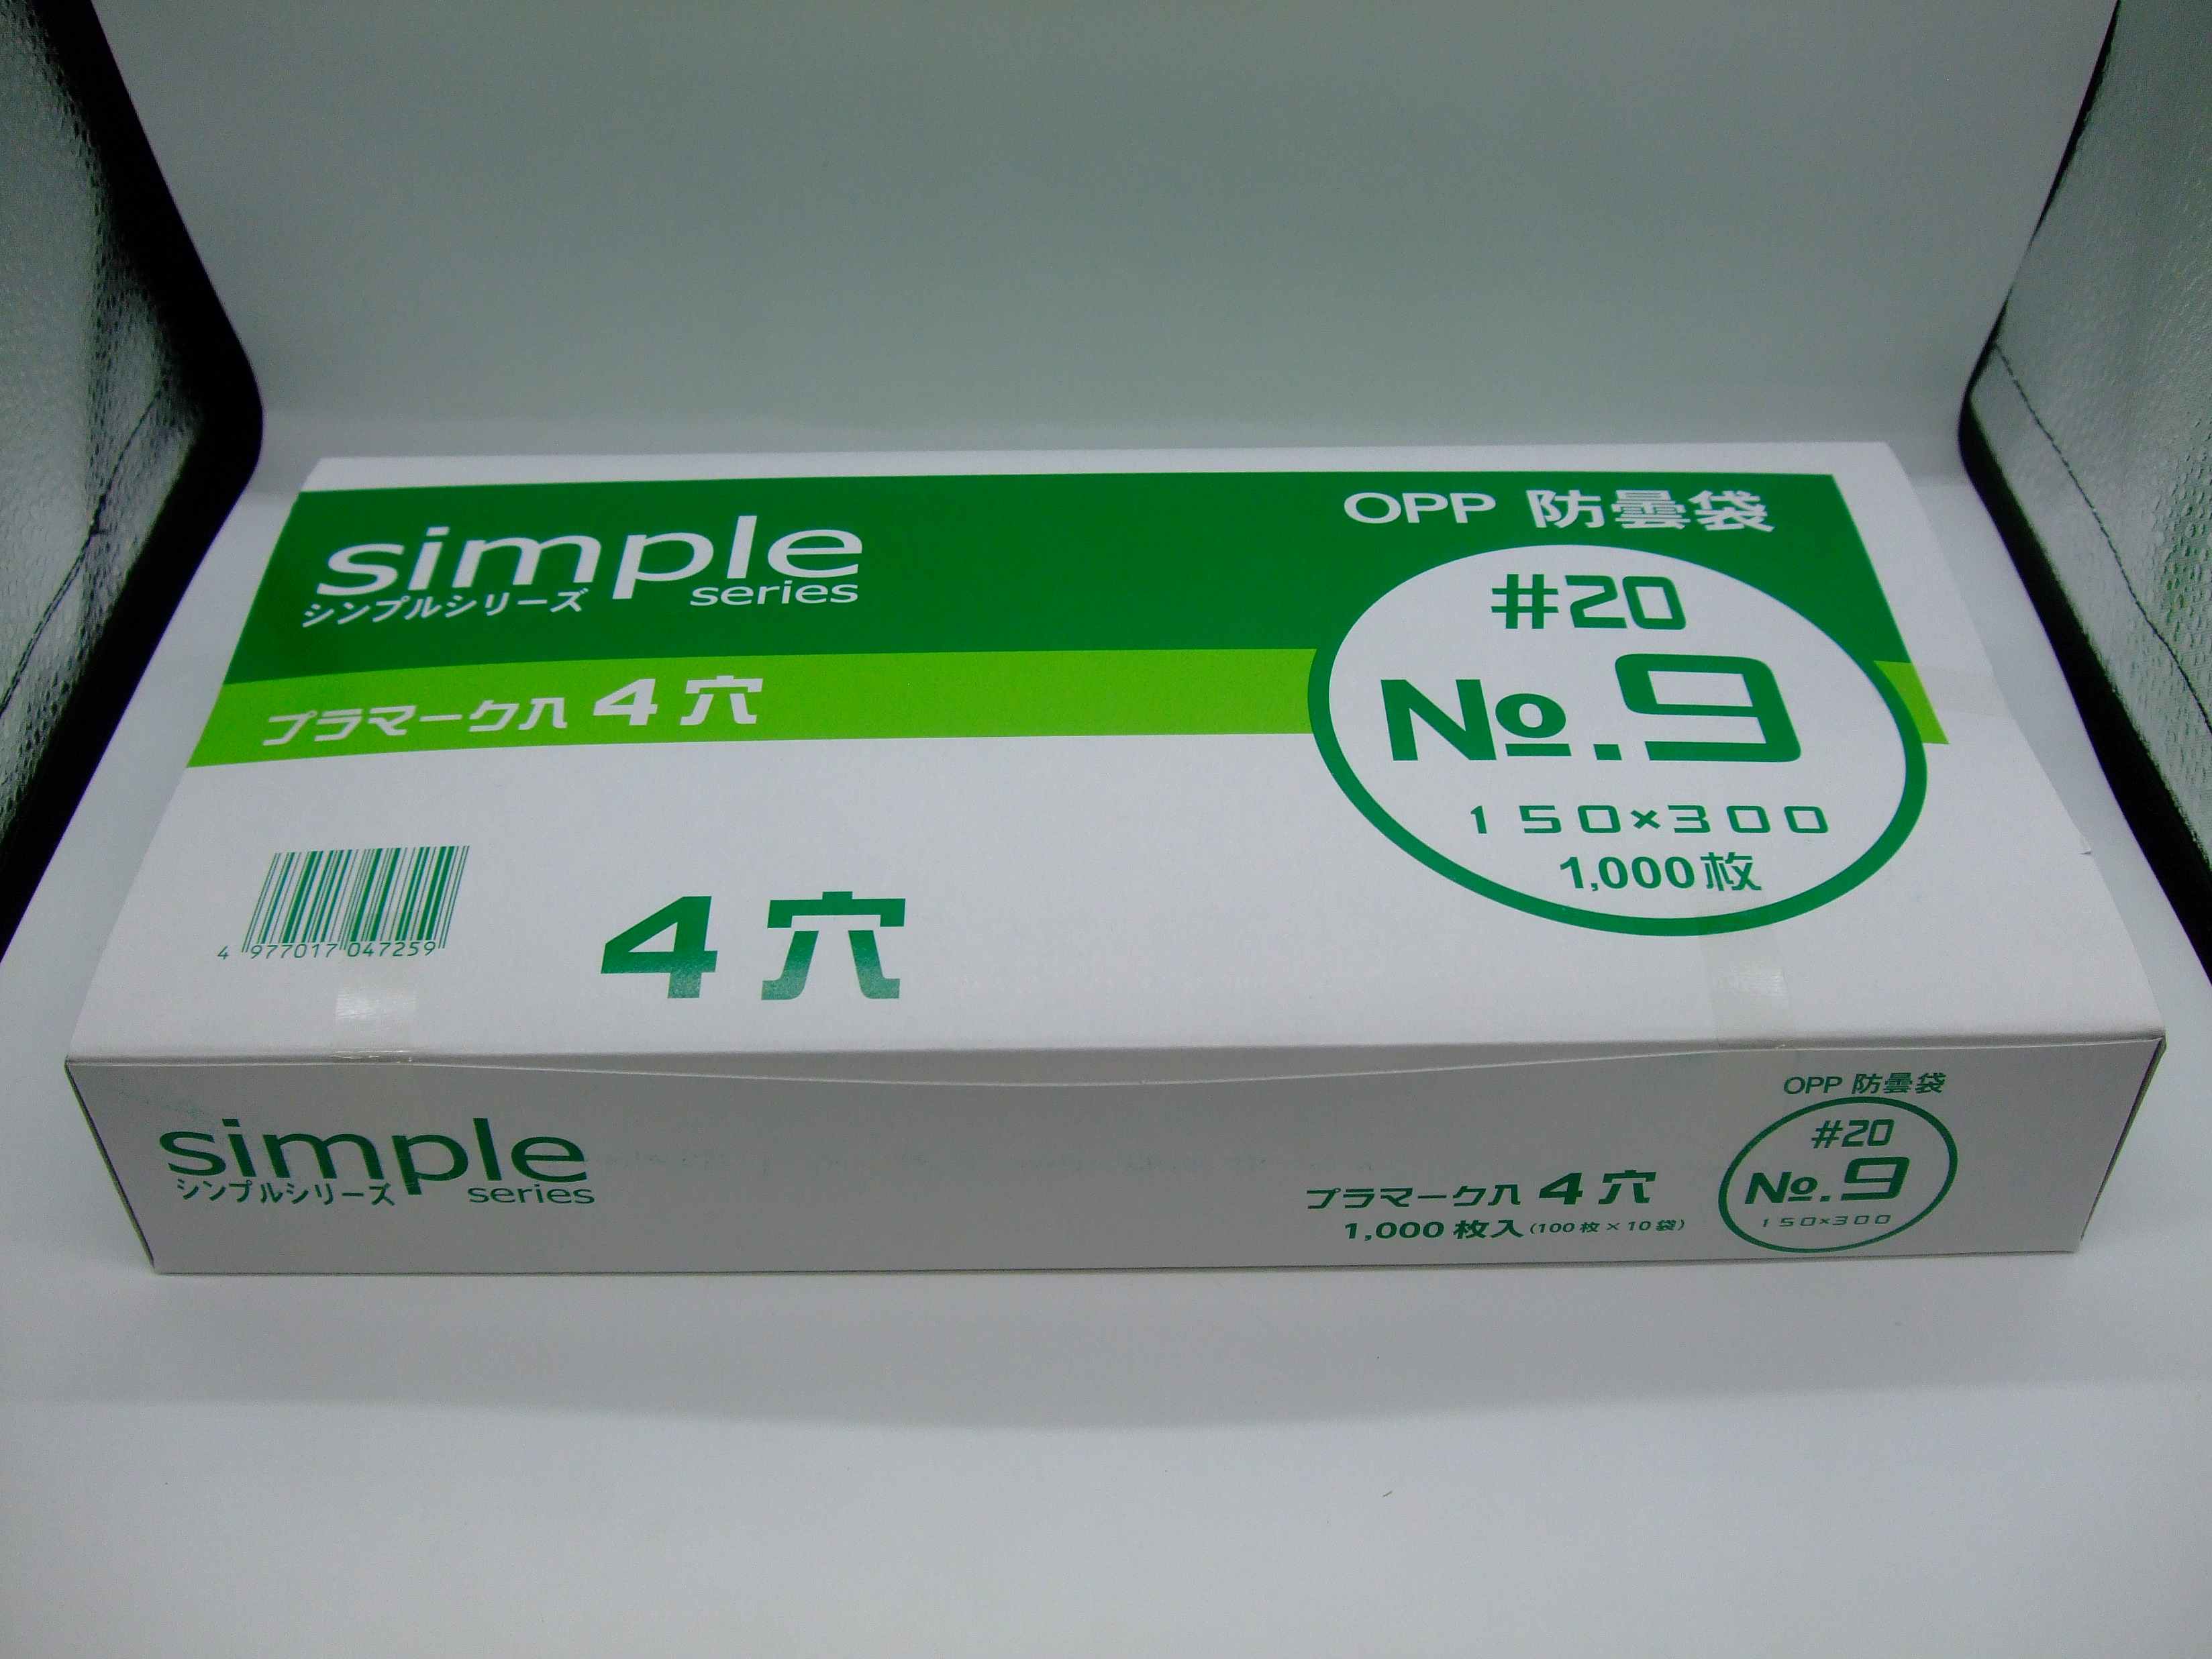 simple
series
シンプルシリーズ
プラマーク入 4穴
OPP 防曇袋
#20
No.9
150×300
1,000枚
4 977017 047259
4穴
simple
シンプルシリーズ series
プラマーク入 4穴
1,000枚入(100枚×10袋)
OPP 防曇袋
#20
No.9
150×300